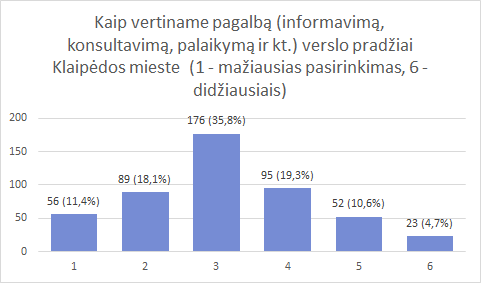 Kaip vertiname pagalbą (informavimą,
konsultavimą, palaikymą ir kt.) verslo pradžiai
Klaipėdos mieste (1 - mažiausias pasirinkimas, 6 -
didžiausiais)
200
150
100
50
0
56 (11,4%)
89 (18,1%)
176 (35,8%)
95 (19,3%)
52 (10,6%)
23 (4,7%)
1 2 3 4 5 6